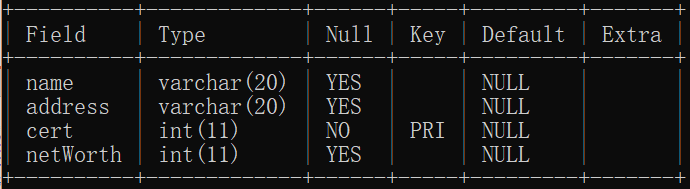 +----------+-------------+------+-----+---------+-------+
| Field    | Type        | Null | Key | Default | Extra |
+----------+-------------+------+-----+---------+-------+
| name     | varchar(20) | YES  |     | NULL    |       |
| address  | varchar(20) | YES  |     | NULL    |       |
| cert     | int(11)     | NO   | PRI | NULL    |       |
| netWorth | int(11)     | YES  |     | NULL    |       |
+----------+-------------+------+-----+---------+-------+